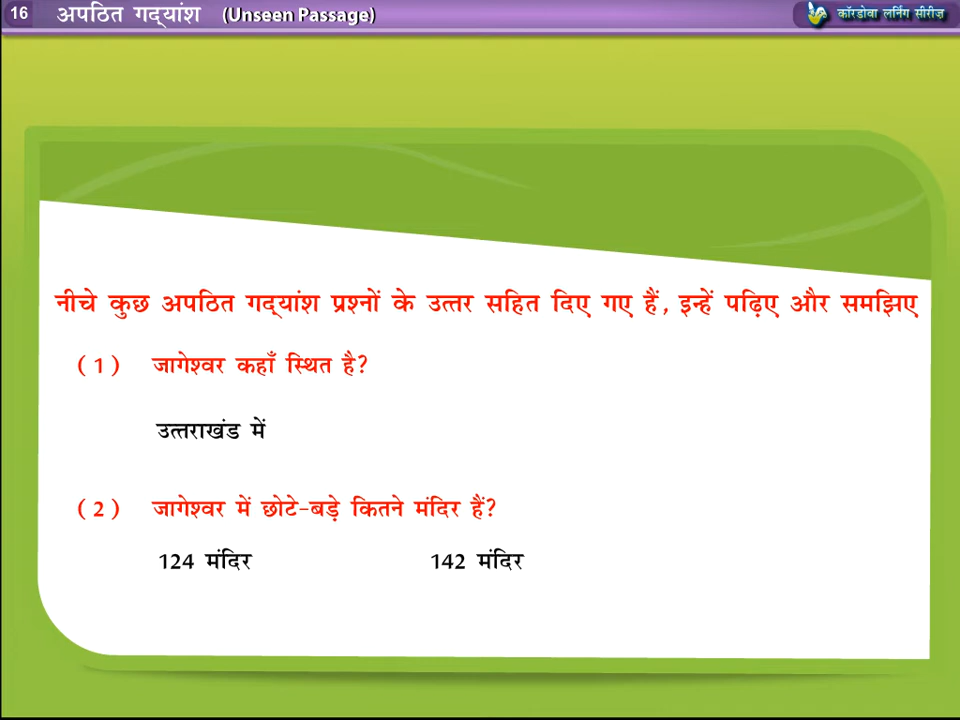 16 अपठित गद्‌यांश (Unseen Passage) कॉरडोवा लर्निंग सीरीज़
नीचे कुछ अपठित गद्‌यांश प्रश्नों के उत्तर सहित दिए गए हैं, इन्हें पढ़िए और समझिए
(1) जागेश्वर कहाँ स्थित है?
उत्तराखंड में
(2) जागेश्वर में छोटे-बड़े कितने मंदिर हैं?
124 मंदिर 142 मंदिर